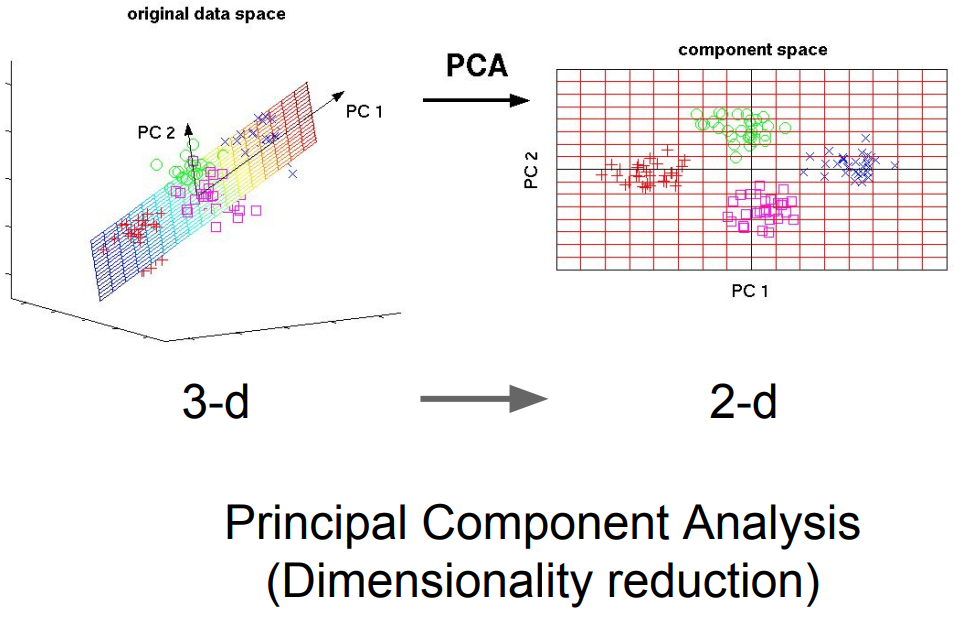 original data space
PC 1
PC 2
PCA
component space
PC 2
PC 1
3-d
2-d
Principal Component Analysis
(Dimensionality reduction)